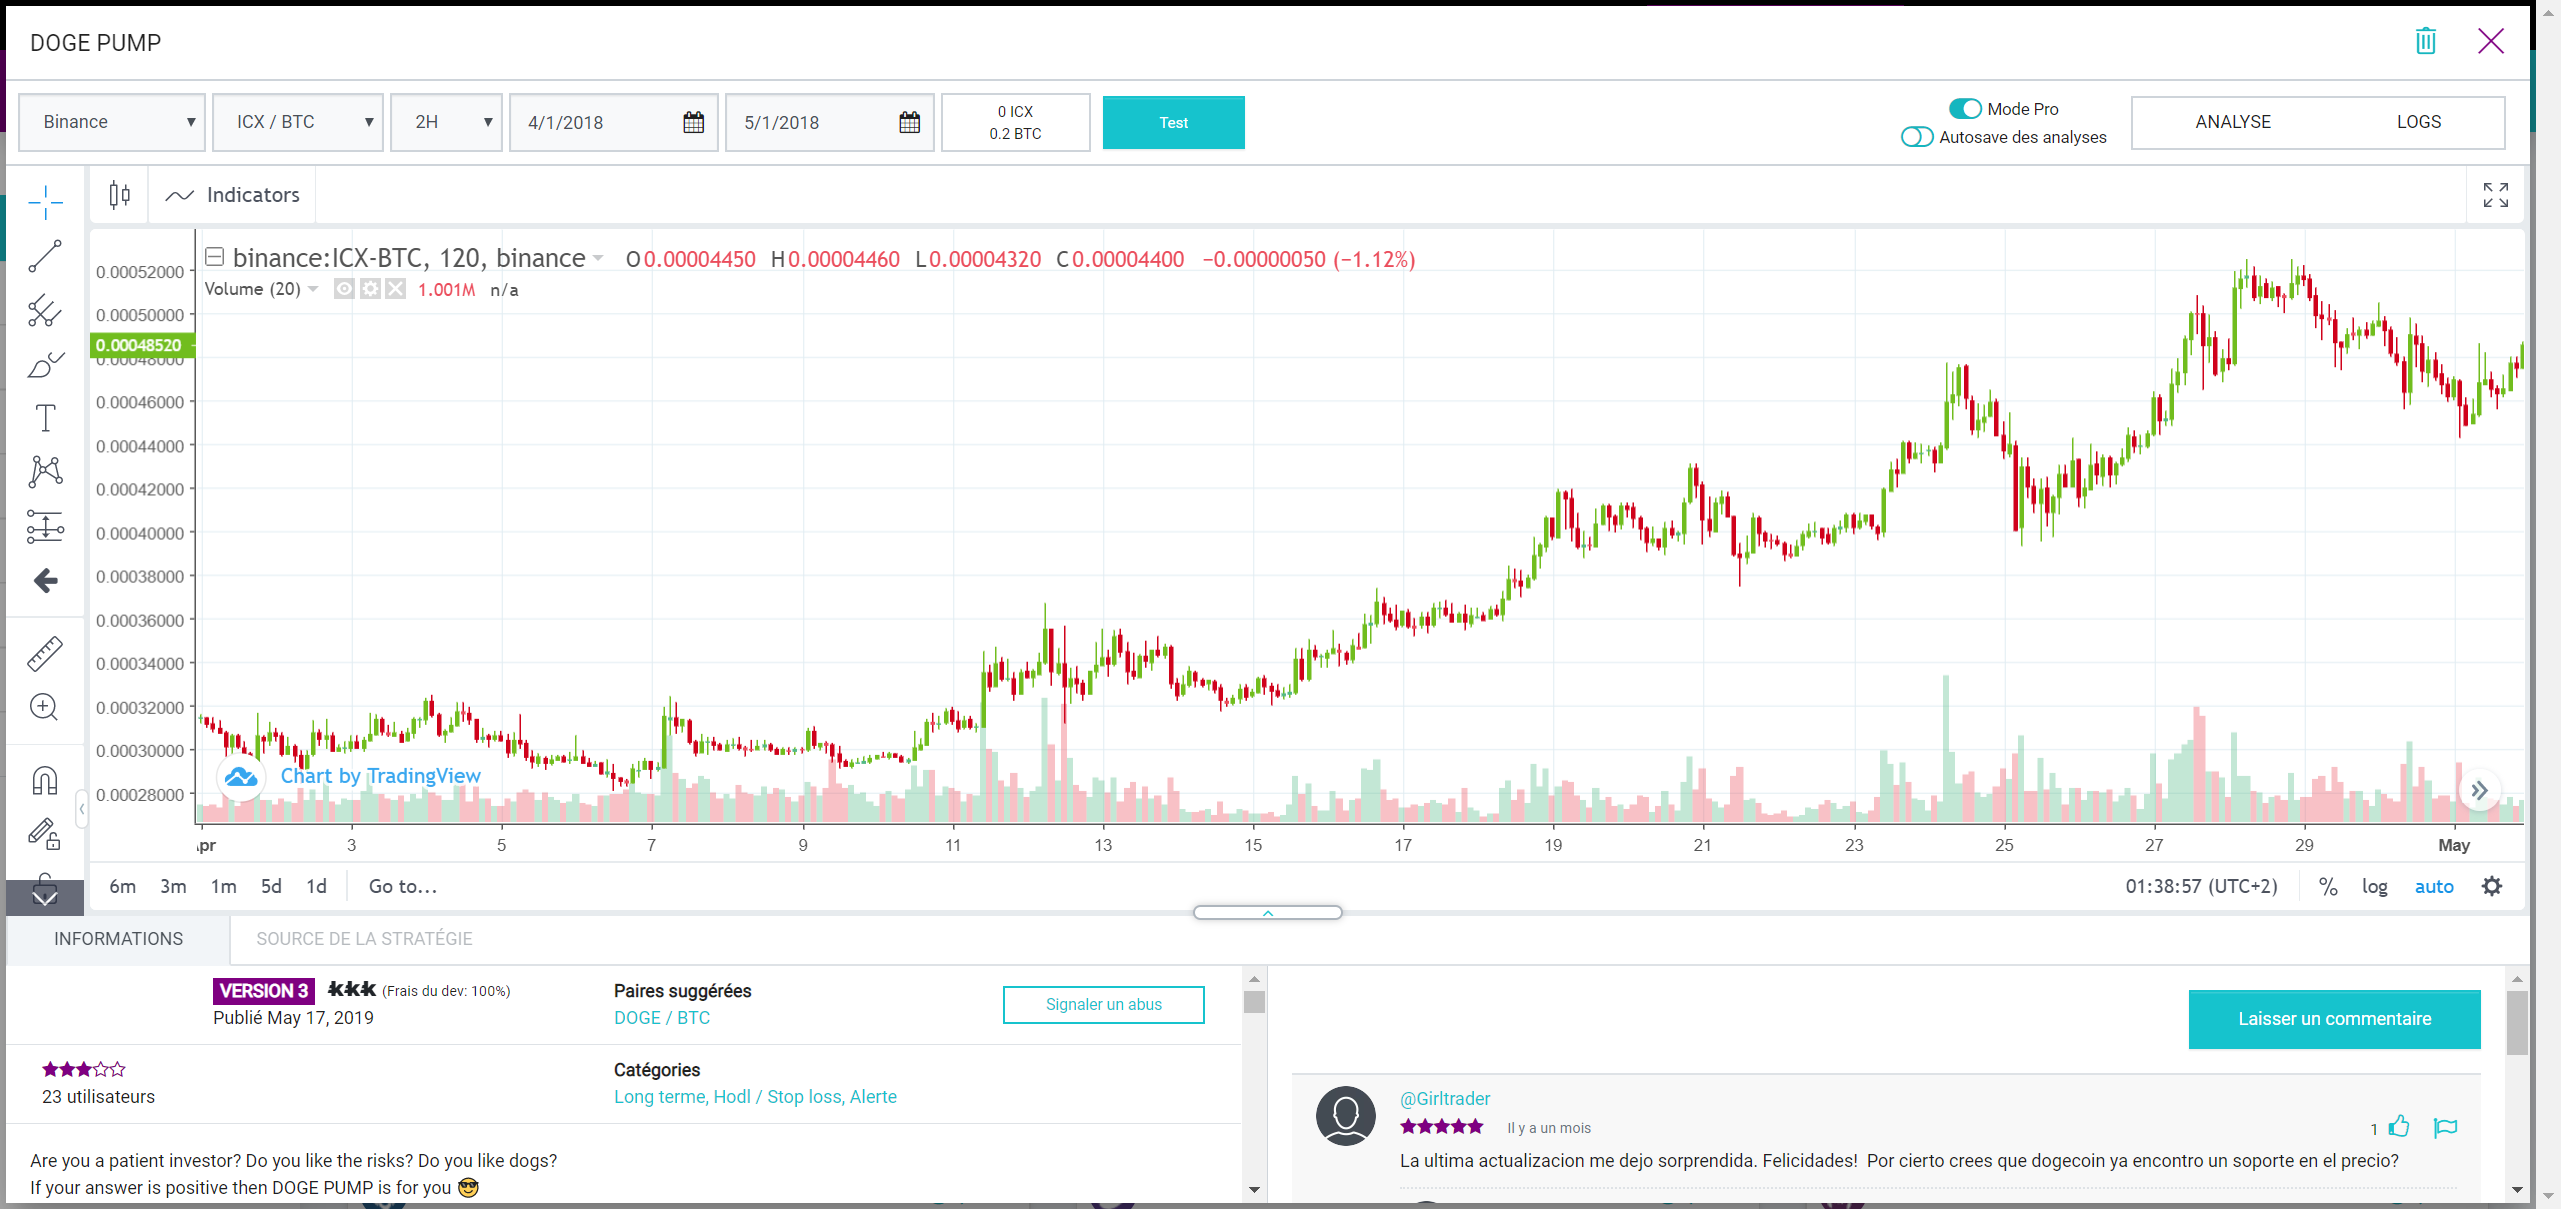 DOGE PUMP
Binance ICX / BTC 2H 4/1/2018 5/1/2018 0 ICX Test
0.2 BTC
Mode Pro
Autosave des analyses
ANALYSE LOGS
Indicators
binance:ICX-BTC, 120, binance O0.00004450 H0.00004460 L0.00004320 C0.00004400 −0.00000050 (−1.12%)
Volume (20) 1.001M n/a
0.00052000
0.00050000
0.00048520
0.00048000
0.00046000
0.00044000
0.00042000
0.00040000
0.00038000
0.00036000
0.00034000
0.00032000
0.00030000
0.00028000
Chart by TradingView
3 5 7 9 11 13 15 17 19 21 23 25 27 29 May
6m 3m 1m 5d 1d Go to... 01:38:57 (UTC+2) % log auto
INFORMATIONS SOURCE DE LA STRATÉGIE
VERSION 3 (Frais du dev: 100%)
Publié May 17, 2019
Paires suggérées
DOGE / BTC
Signaler un abus
23 utilisateurs
Catégories
Long terme, Hodl / Stop loss, Alerte
Are you a patient investor? Do you like the risks? Do you like dogs?
If your answer is positive then DOGE PUMP is for you 😎
Laisser un commentaire
@Girltrader
Il y a un mois 1
La ultima actualizacion me dejo sorprendida. Felicidades! Por cierto crees que dogecoin ya encontro un soporte en el precio?